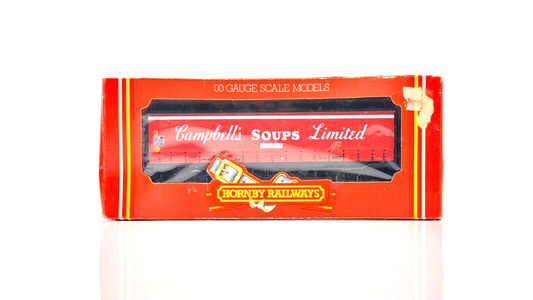 00 GAUGE SCALE MODELS
Campbell's SOUPS Limited
HORNBY RAILWAYS